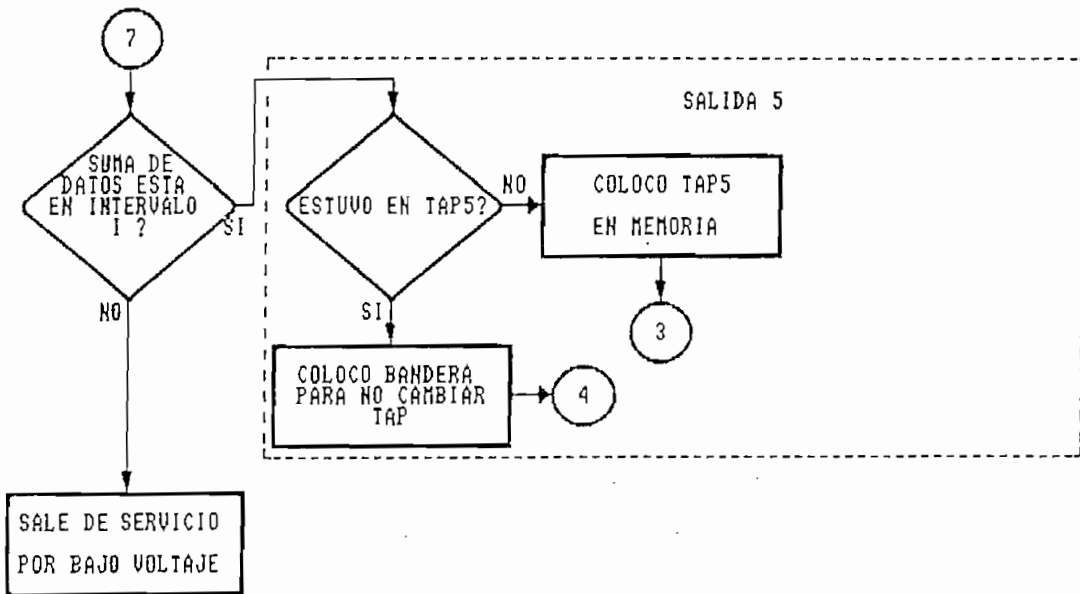 7
SUMA DE
DATOS ESTA
EN INTERVALO
I ?
SI
NO
SALE DE SERVICIO
POR BAJO VOLTAJE
SALIDA 5
ESTUVO EN TAP5?
NO
COLOCO TAP5
EN MEMORIA
3
SI
COLOCO BANDERA
PARA NO CAMBIAR
TAP
4